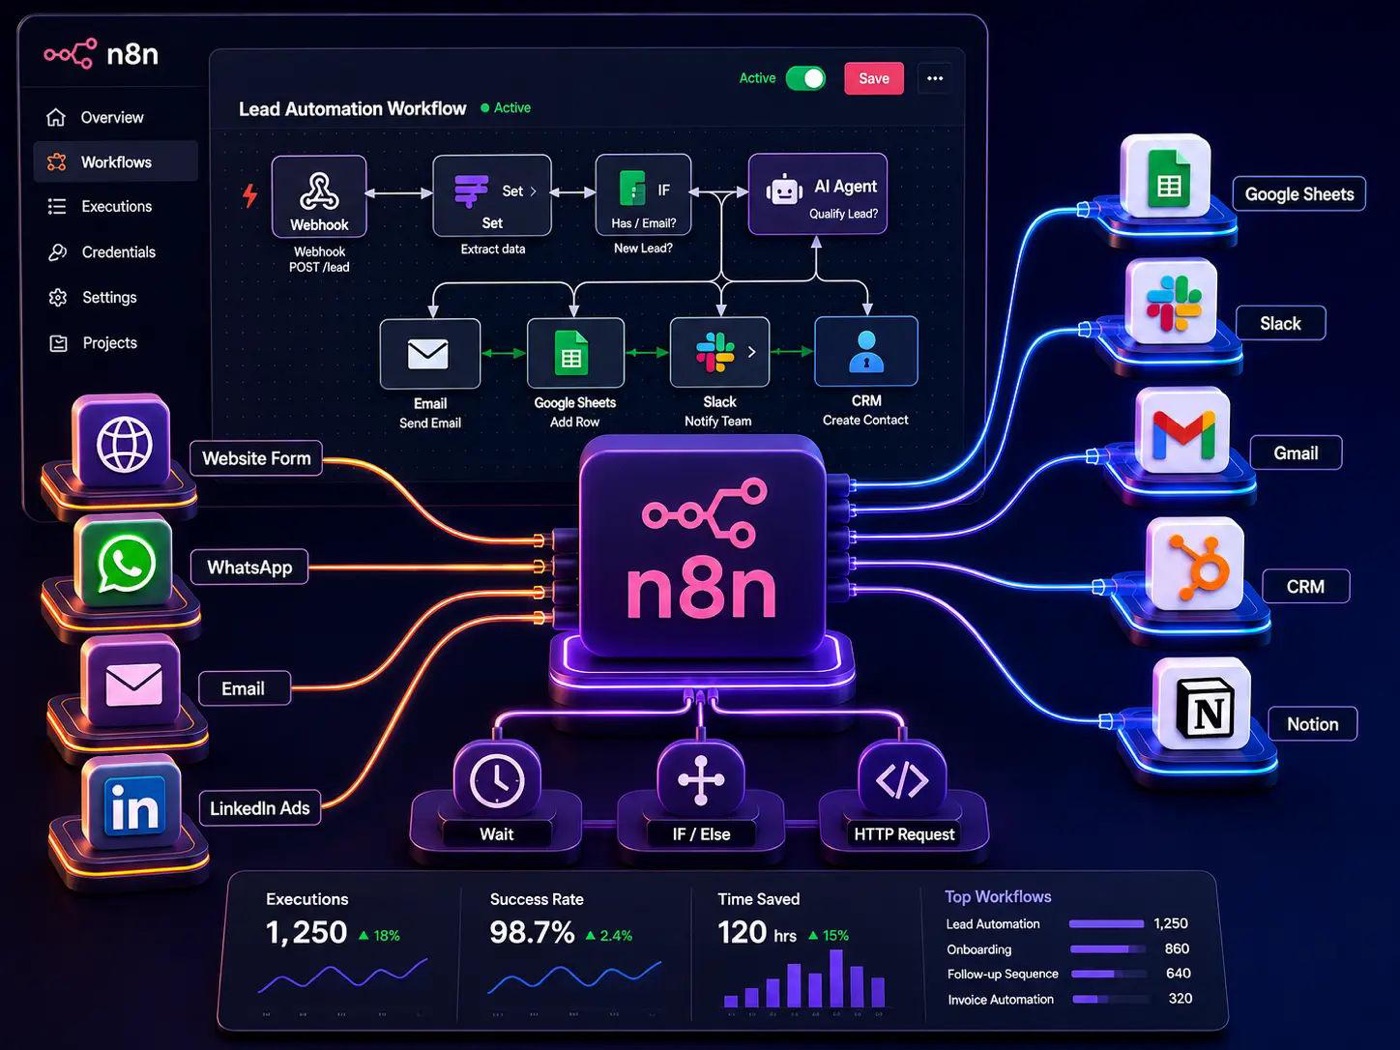 n8n
Overview
Workflows
Executions
Credentials
Settings
Projects
Active
Save
Lead Automation Workflow
Active
Webhook
Webhook
POST /lead
Set
Set
Extract data
IF
Has / Email?
New Lead?
AI Agent
Qualify Lead?
Email
Send Email
Google Sheets
Add Row
Slack
Notify Team
CRM
Create Contact
Website Form
WhatsApp
Email
in
LinkedIn Ads
n8n
Google Sheets
Slack
Gmail
CRM
N
Notion
Wait
IF / Else
HTTP Request
Executions
1,250 ▲ 18%
Success Rate
98.7% ▲ 2.4%
Time Saved
120 hrs ▲ 15%
Top Workflows
Lead Automation 1,250
Onboarding 860
Follow-up Sequence 640
Invoice Automation 320